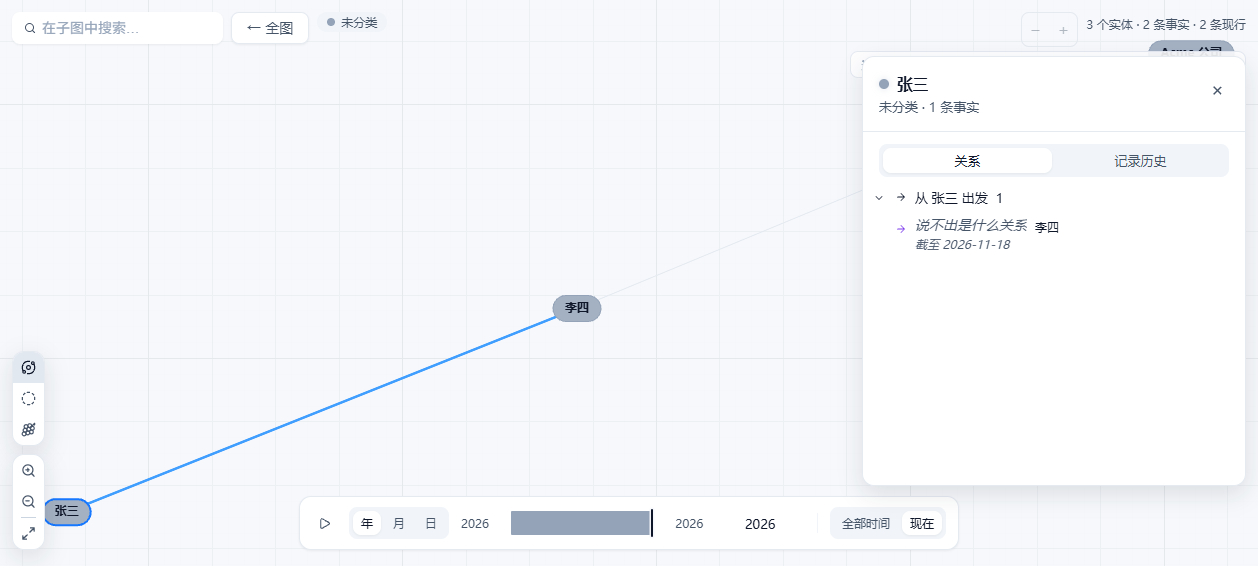 在子图中搜索...
← 全图
未分类
− +
3 个实体 · 2 条事实 · 2 条现行
Acme 公司
张三
未分类 · 1 条事实
关系
记录历史
从 张三 出发 1
说不出是什么关系 李四
截至 2026-11-18
李四
张三
年 月 日
2026
2026
2026
全部时间
现在